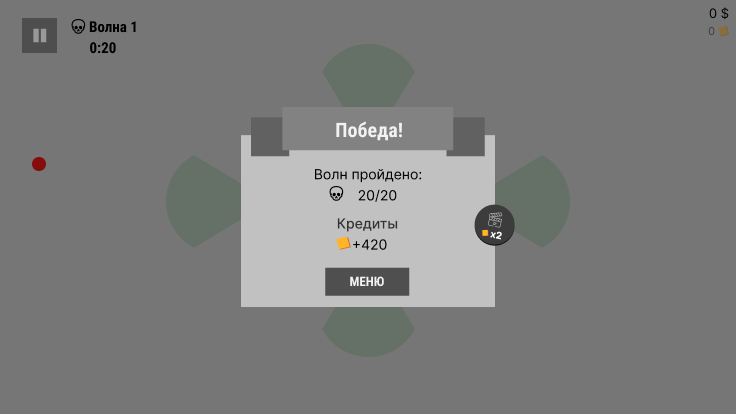 Волна 1
0:20
0 $
0
Победа!
Волн пройдено:
20/20
Кредиты
+420
x2
МЕНЮ